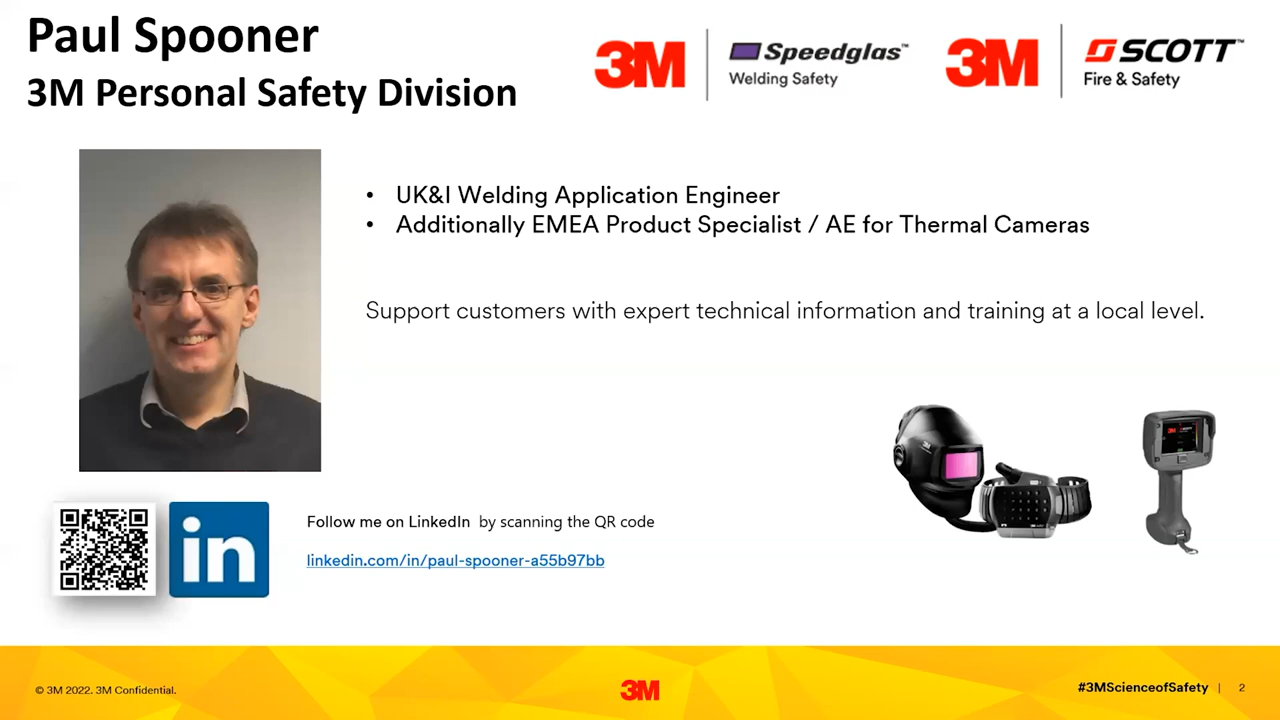 Paul Spooner
3M Personal Safety Division
3M
Speedglas™
Welding Safety
3M
SCOTT™
Fire & Safety
• UK&I Welding Application Engineer
• Additionally EMEA Product Specialist / AE for Thermal Cameras
Support customers with expert technical information and training at a local level.
3M
3M
in
Follow me on LinkedIn by scanning the QR code
linkedin.com/in/paul-spooner-a55b97bb
© 3M 2022. 3M Confidential.
3M
#3MScienceofSafety | 2